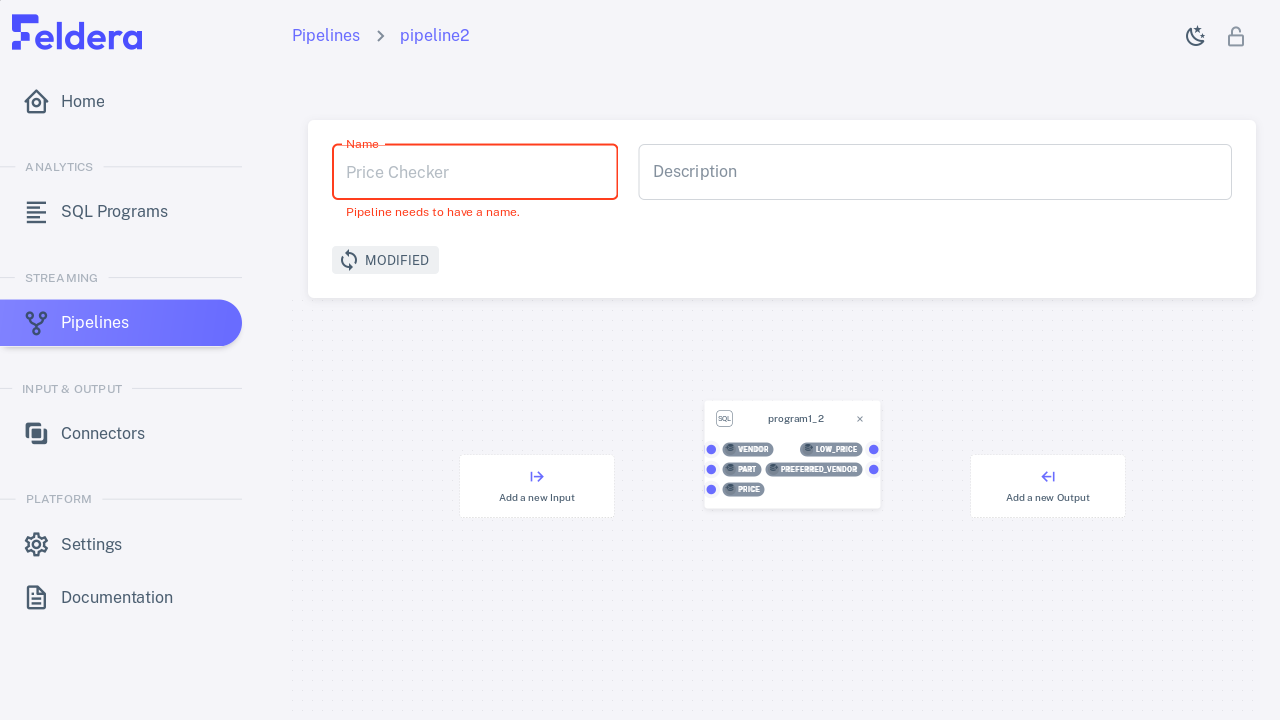 Feldera
Pipelines
pipeline2
Home
ANALYTICS
SQL Programs
STREAMING
Pipelines
INPUT & OUTPUT
Connectors
PLATFORM
Settings
Documentation
Name
Price Checker
Pipeline needs to have a name.
Description
MODIFIED
Add a new Input
SQL
program1_2
×
VENDOR
LOW_PRICE
PART
PREFERRED_VENDOR
PRICE
Add a new Output